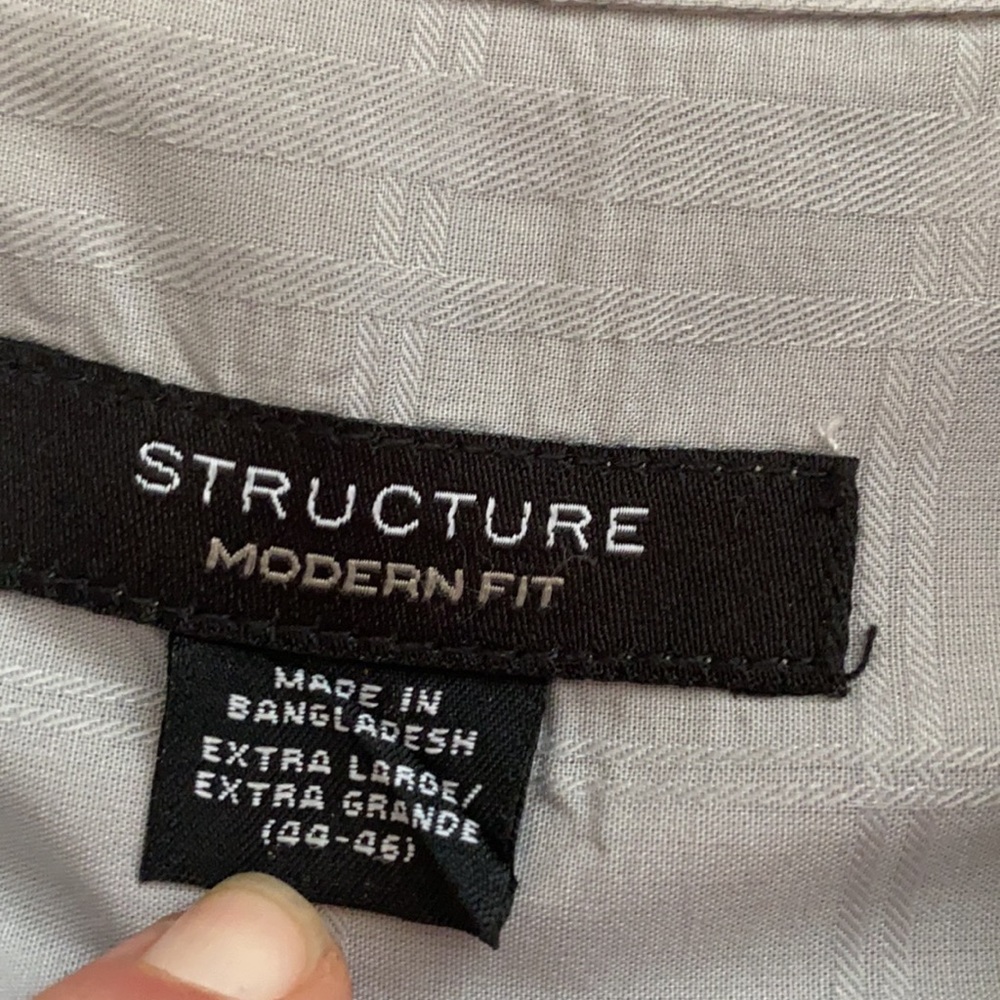 STRUCTURE
MODERN FIT
MADE IN
BANGLADESH
EXTRA LARGE/
EXTRA GRANDE
(44-46)